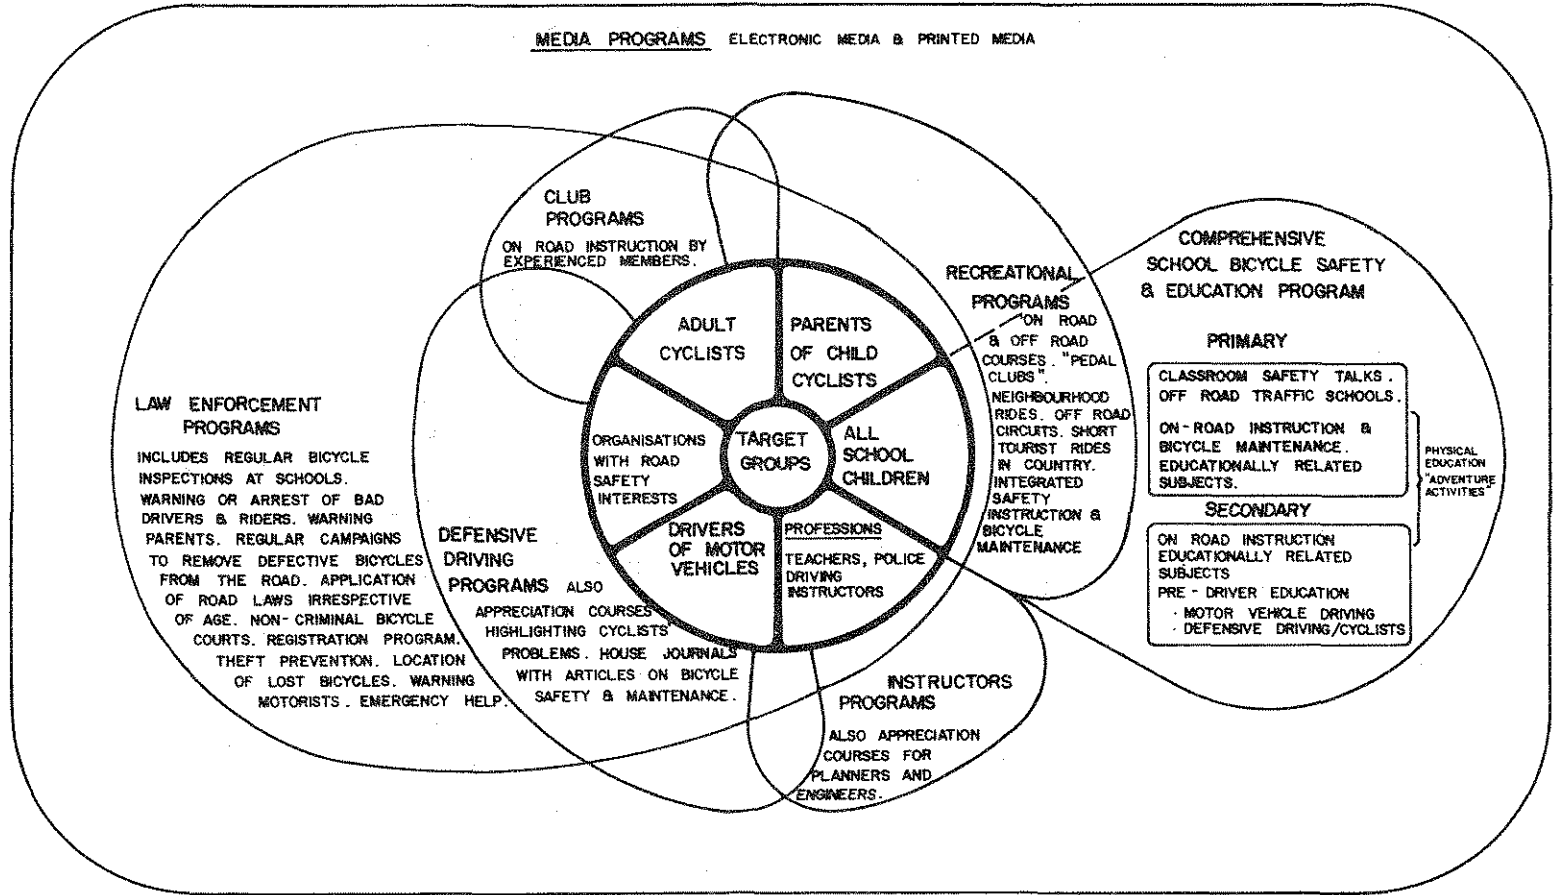 MEDIA PROGRAMS ELECTRONIC MEDIA & PRINTED MEDIA
CLUB
PROGRAMS
ON ROAD INSTRUCTION BY
EXPERIENCED MEMBERS.
LAW ENFORCEMENT
PROGRAMS
INCLUDES REGULAR BICYCLE
INSPECTIONS AT SCHOOLS.
WARNING OR ARREST OF BAD
DRIVERS & RIDERS. WARNING
PARENTS. REGULAR CAMPAIGNS
TO REMOVE DEFECTIVE BICYCLES
FROM THE ROAD. APPLICATION
OF ROAD LAWS IRRESPECTIVE
OF AGE. NON-CRIMINAL BICYCLE
COURTS. REGISTRATION PROGRAM.
THEFT PREVENTION. LOCATION
OF LOST BICYCLES. WARNING
MOTORISTS. EMERGENCY HELP.
DEFENSIVE
DRIVING
PROGRAMS ALSO
APPRECIATION COURSES
HIGHLIGHTING CYCLISTS'
PROBLEMS. HOUSE JOURNALS
WITH ARTICLES ON BICYCLE
SAFETY & MAINTENANCE.
TARGET
GROUPS
ADULT
CYCLISTS
PARENTS
OF CHILD
CYCLISTS
ORGANISATIONS
WITH ROAD
SAFETY
INTERESTS
ALL
SCHOOL
CHILDREN
DRIVERS
OF MOTOR
VEHICLES
PROFESSIONS
TEACHERS, POLICE
DRIVING
INSTRUCTORS
INSTRUCTORS
PROGRAMS
ALSO APPRECIATION
COURSES FOR
PLANNERS AND
ENGINEERS.
RECREATIONAL
PROGRAMS
"ON ROAD
& OFF ROAD
COURSES. "PEDAL
CLUBS".
NEIGHBOURHOOD
RIDES. OFF ROAD
CIRCUITS. SHORT
TOURIST RIDES
IN COUNTRY.
INTEGRATED
SAFETY
INSTRUCTION &
BICYCLE
MAINTENANCE
COMPREHENSIVE
SCHOOL BICYCLE SAFETY
& EDUCATION PROGRAM
PRIMARY
CLASSROOM SAFETY TALKS.
OFF ROAD TRAFFIC SCHOOLS.
ON-ROAD INSTRUCTION &
BICYCLE MAINTENANCE.
EDUCATIONALLY RELATED
SUBJECTS.
SECONDARY
ON ROAD INSTRUCTION
EDUCATIONALLY RELATED
SUBJECTS
PRE-DRIVER EDUCATION
· MOTOR VEHICLE DRIVING
· DEFENSIVE DRIVING/CYCLISTS
PHYSICAL
EDUCATION
"ADVENTURE
ACTIVITIES"